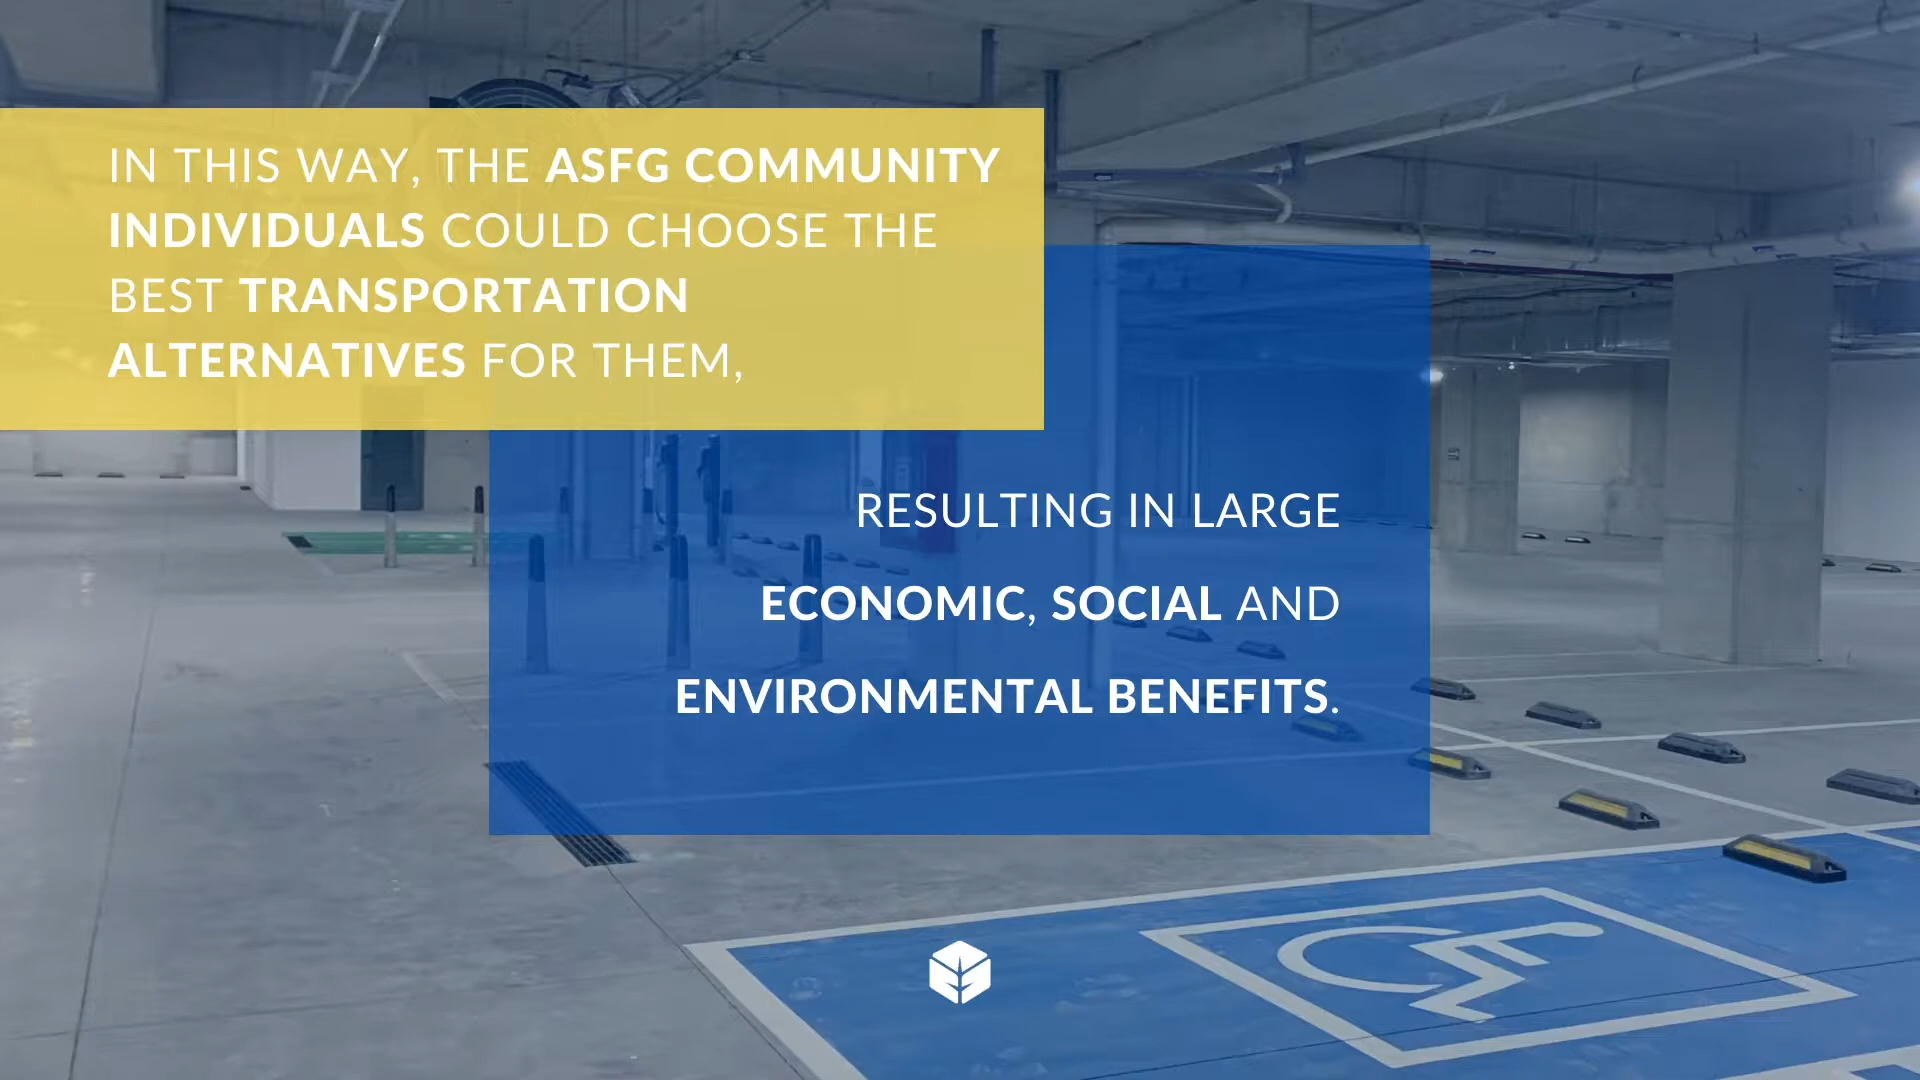 IN THIS WAY, THE ASFG COMMUNITY
INDIVIDUALS COULD CHOOSE THE
BEST TRANSPORTATION
ALTERNATIVES FOR THEM,
RESULTING IN LARGE
ECONOMIC, SOCIAL AND
ENVIRONMENTAL BENEFITS.